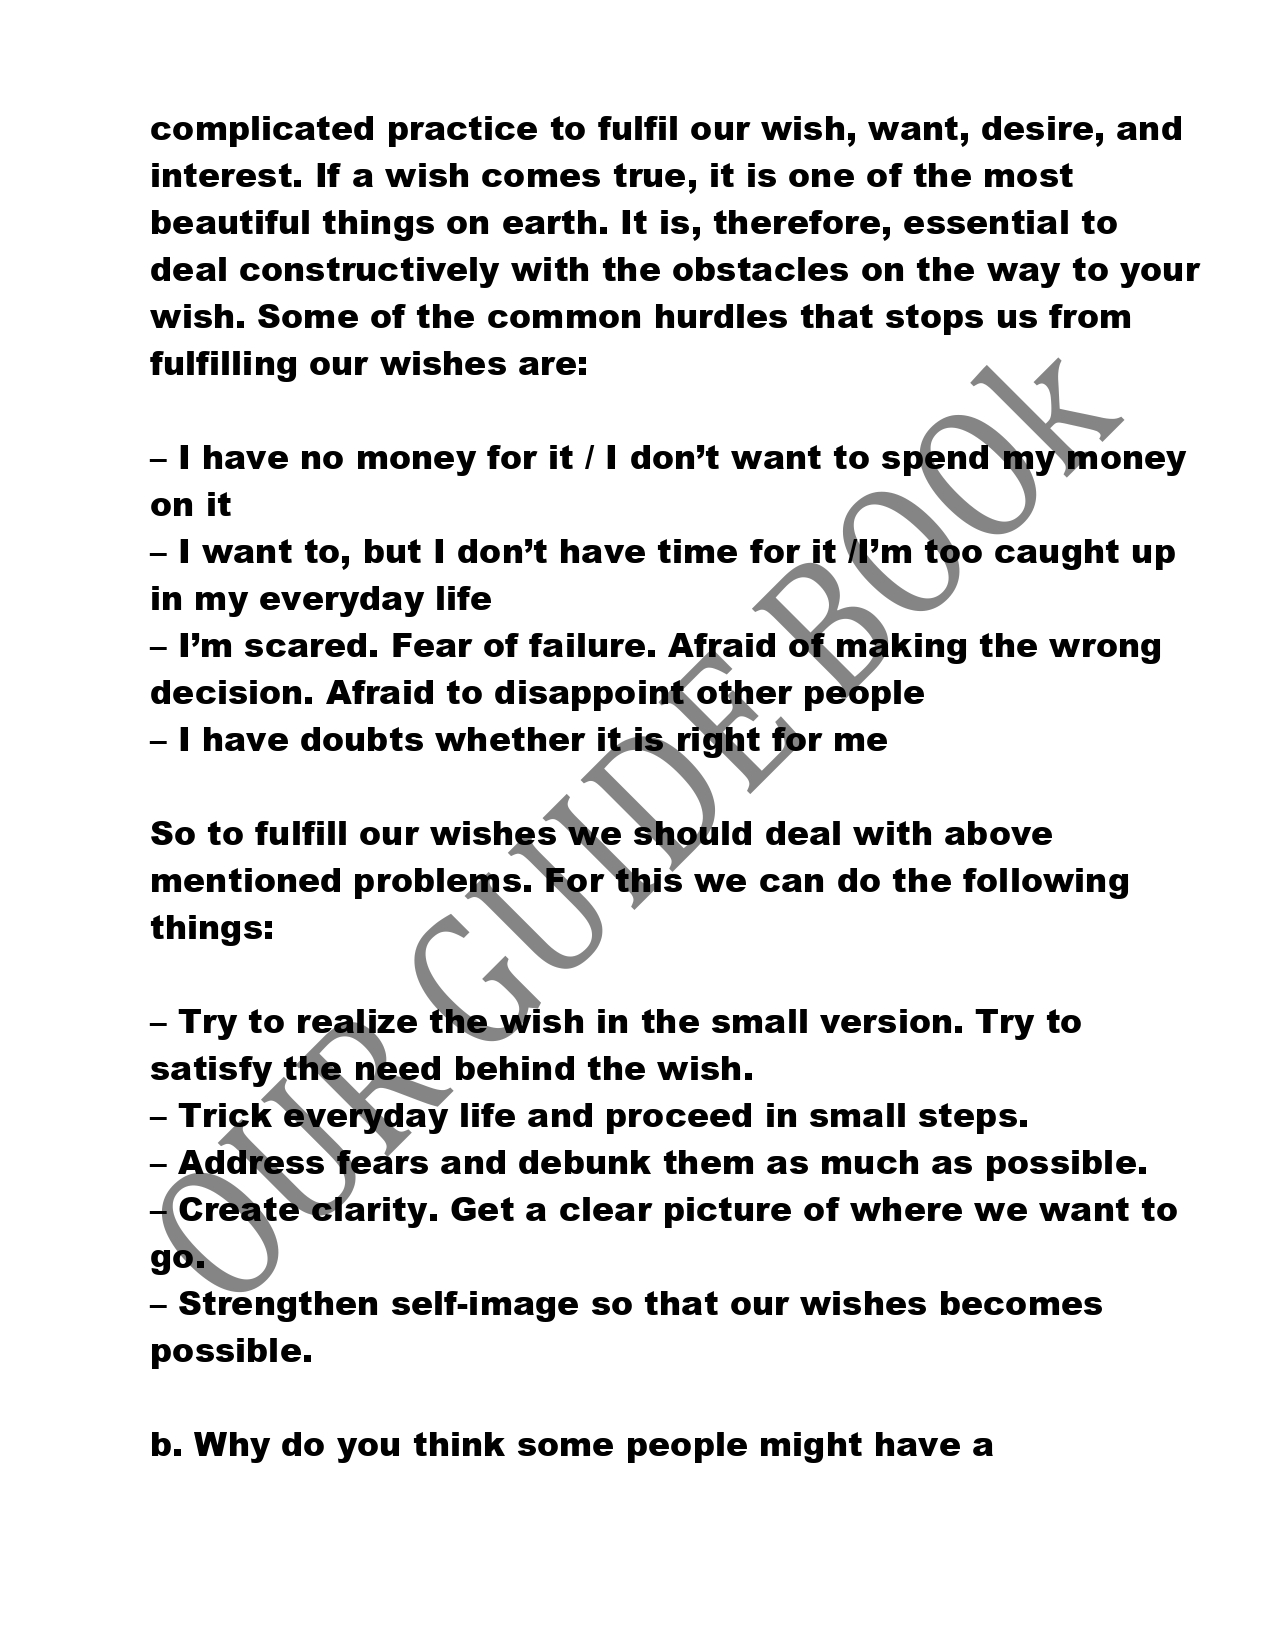 complicated practice to fulfil our wish, want, desire, and
interest. If a wish comes true, it is one of the most
beautiful things on earth. It is, therefore, essential to
deal constructively with the obstacles on the way to your
wish. Some of the common hurdles that stops us from
fulfilling our wishes are:
– I have no money for it / I don’t want to spend my money
on it
– I want to, but I don’t have time for it /I’m too caught up
in my everyday life
– I’m scared. Fear of failure. Afraid of making the wrong
decision. Afraid to disappoint other people
– I have doubts whether it is right for me
So to fulfill our wishes we should deal with above
mentioned problems. For this we can do the following
things:
– Try to realize the wish in the small version. Try to
satisfy the need behind the wish.
– Trick everyday life and proceed in small steps.
– Address fears and debunk them as much as possible.
– Create clarity. Get a clear picture of where we want to
go.
– Strengthen self-image so that our wishes becomes
possible.
b. Why do you think some people might have a
OUR GUIDE BOOk